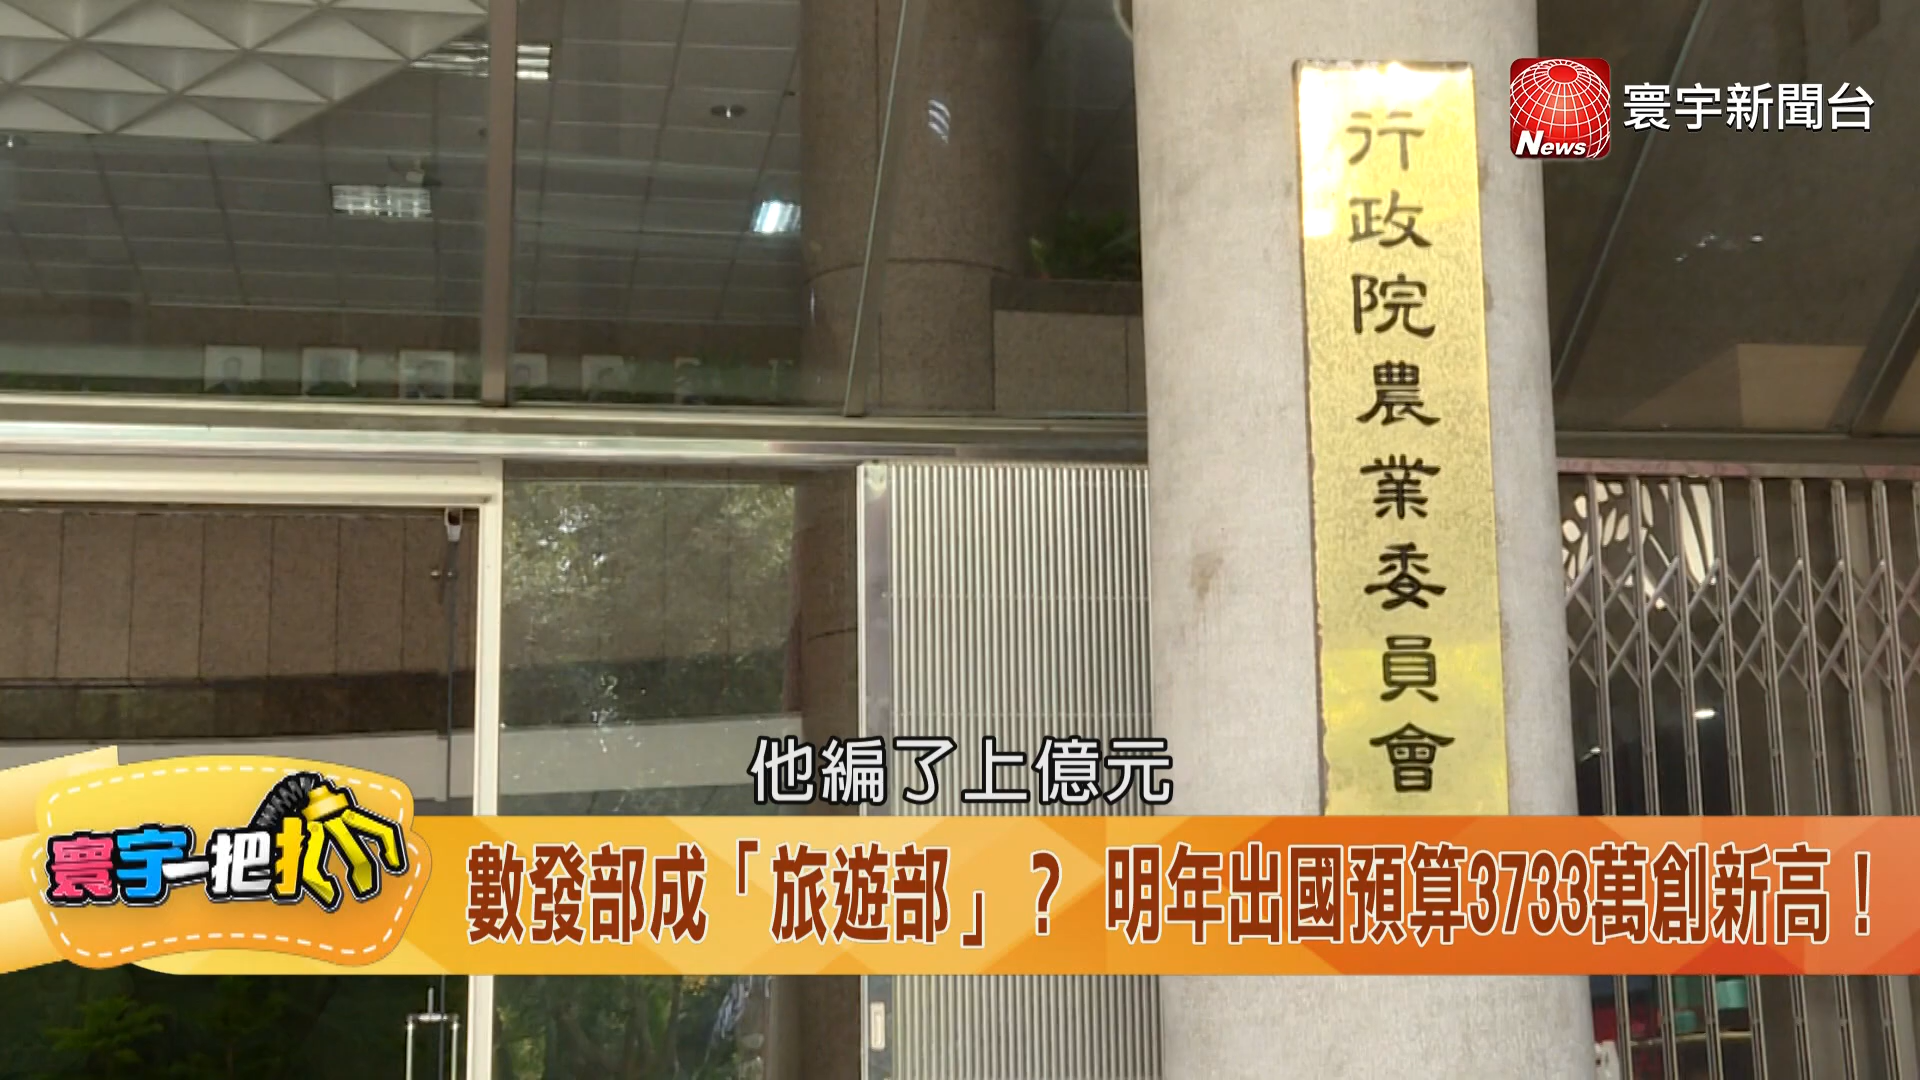 News
寰宇新聞台
行政院農業委員會
他編了上億元
寰宇一把抓
數發部成「旅遊部」？ 明年出國預算3733萬創新高！